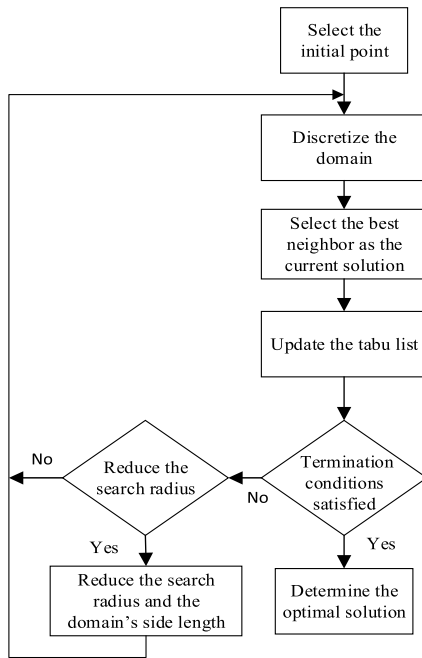 Select the
initial point
Discretize the
domain
Select the best
neighbor as the
current solution
Update the tabu list
Termination
conditions
satisfied
No
Yes
Reduce the
search radius
No
Yes
Reduce the search
radius and the
domain's side length
Determine the
optimal solution